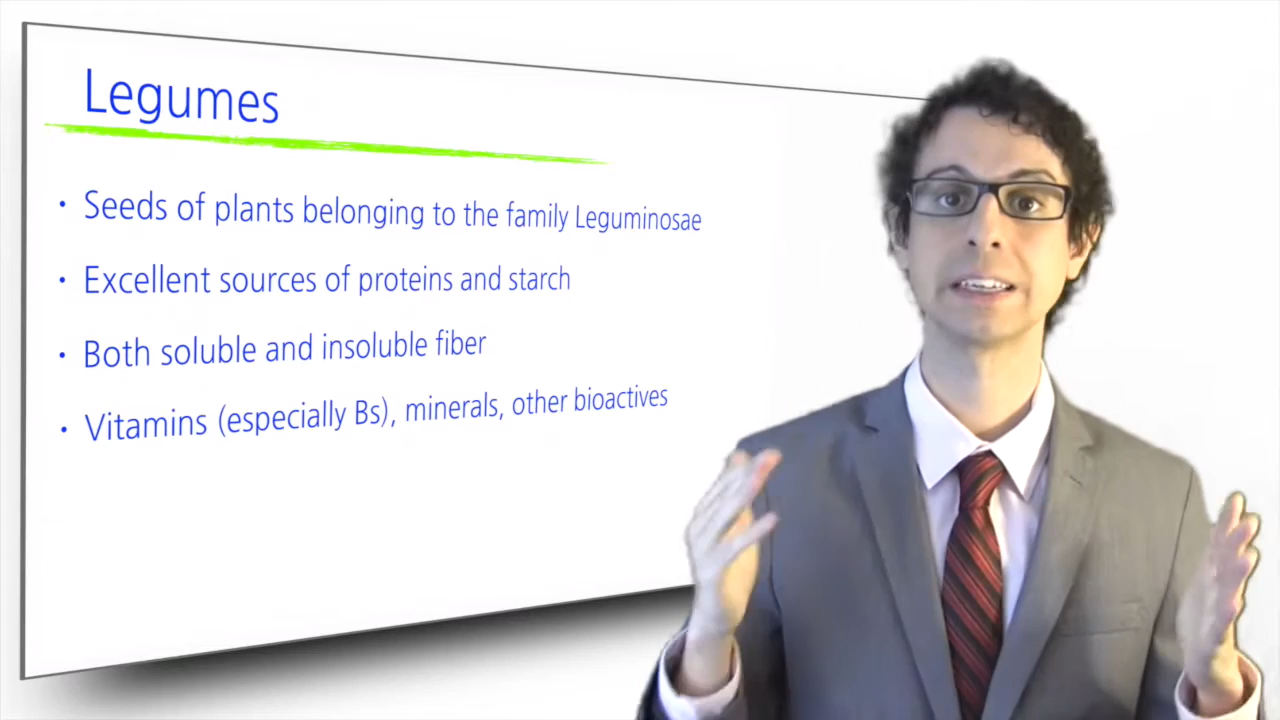 Legumes
• Seeds of plants belonging to the family Leguminosae
• Excellent sources of proteins and starch
• Both soluble and insoluble fiber
• Vitamins (especially Bs), minerals, other bioactives